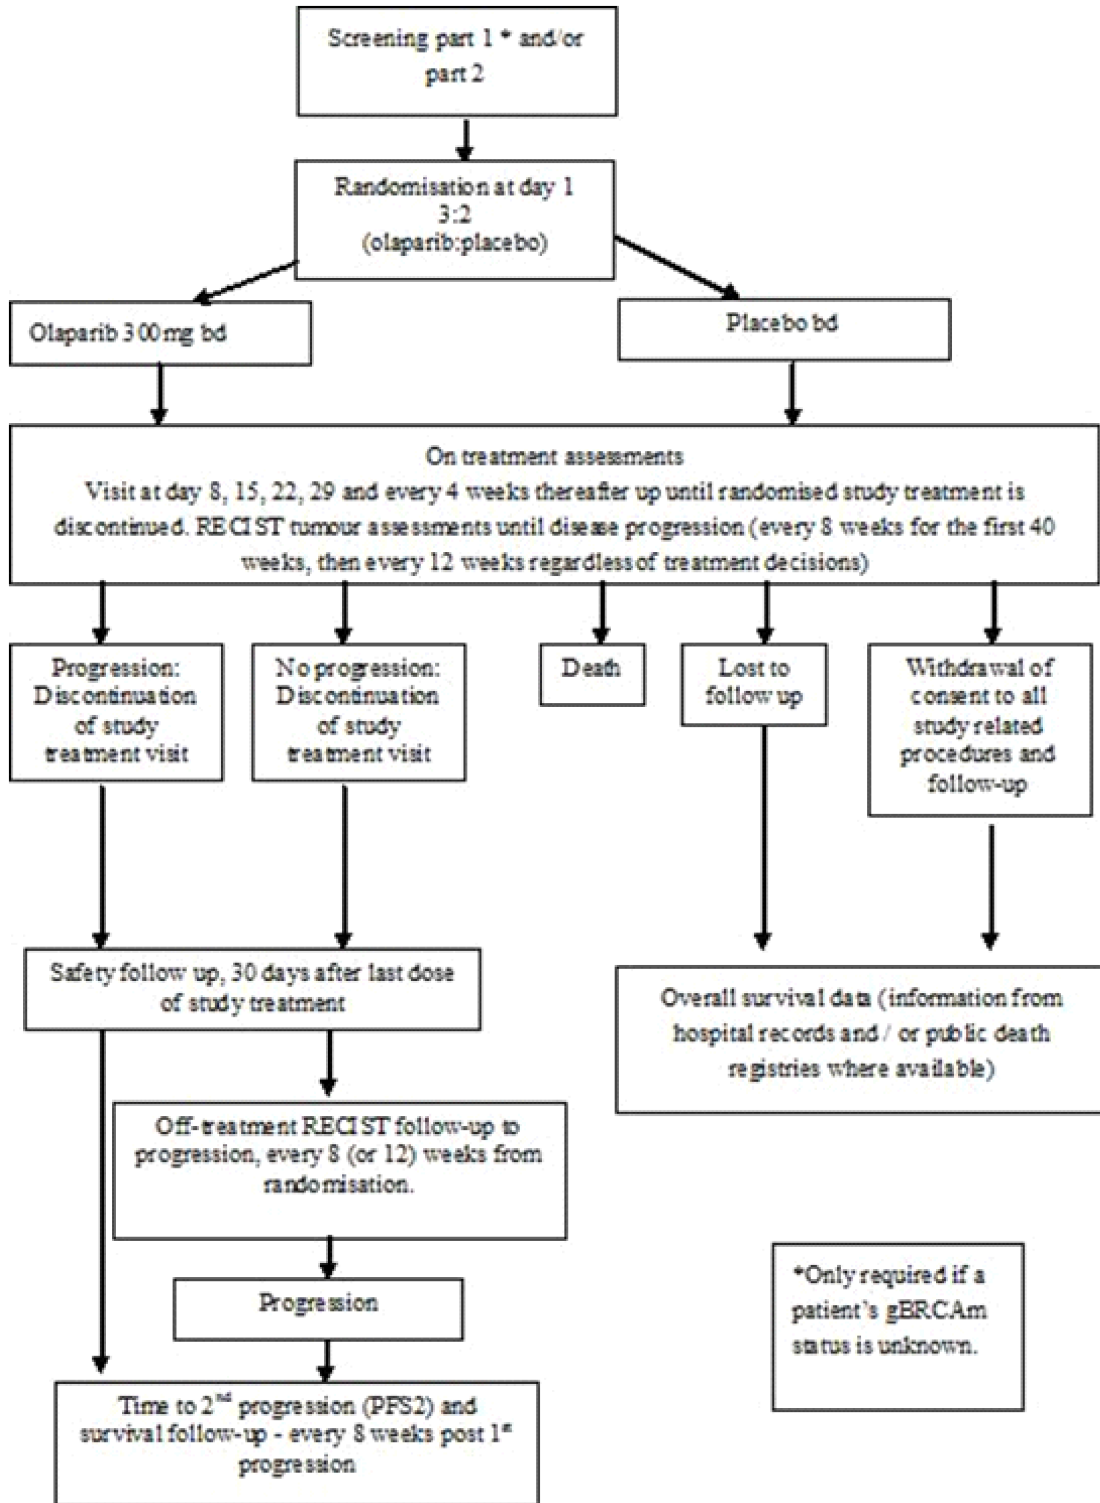 Screening part 1 * and/or
part 2
Randomisation at day 1
3:2
(olaparib:placebo)
Olaparib 300mg bd
Placebo bd
On treatment assessments
Visit at day 8, 15, 22, 29 and every 4 weeks thereafter up until randomised study treatment is
discontinued. RECIST tumour assessments until disease progression (every 8 weeks for the first 40
weeks, then every 12 weeks regardless of treatment decisions)
Progression:
Discontinuation
of study
treatment visit
No progression:
Discontinuation
of study
treatment visit
Death
Lost to
follow up
Withdrawal of
consent to all
study related
procedures and
follow-up
Safety follow up, 30 days after last dose
of study treatment
Overall survival data (information from
hospital records and / or public death
registries where available)
Off-treatment RECIST follow-up to
progression, every 8 (or 12) weeks from
randomisation.
Progression
*Only required if a
patient's gBRCAm
status is unknown.
Time to 2nd progression (PFS2) and
survival follow-up - every 8 weeks post 1st
progression